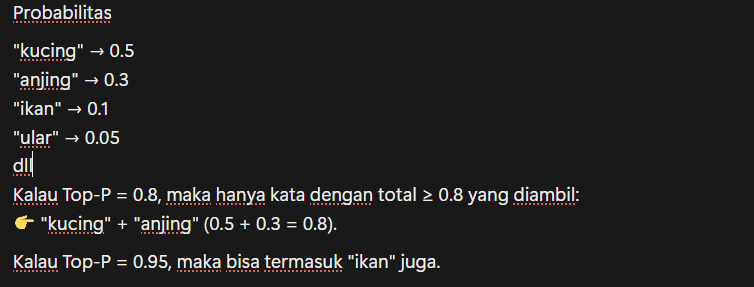 Probabilitas
"kucing" → 0.5
"anjing" → 0.3
"ikan" → 0.1
"ular" → 0.05
dll
Kalau Top-P = 0.8, maka hanya kata dengan total ≥ 0.8 yang diambil:
👉 "kucing" + "anjing" (0.5 + 0.3 = 0.8).
Kalau Top-P = 0.95, maka bisa termasuk "ikan" juga.